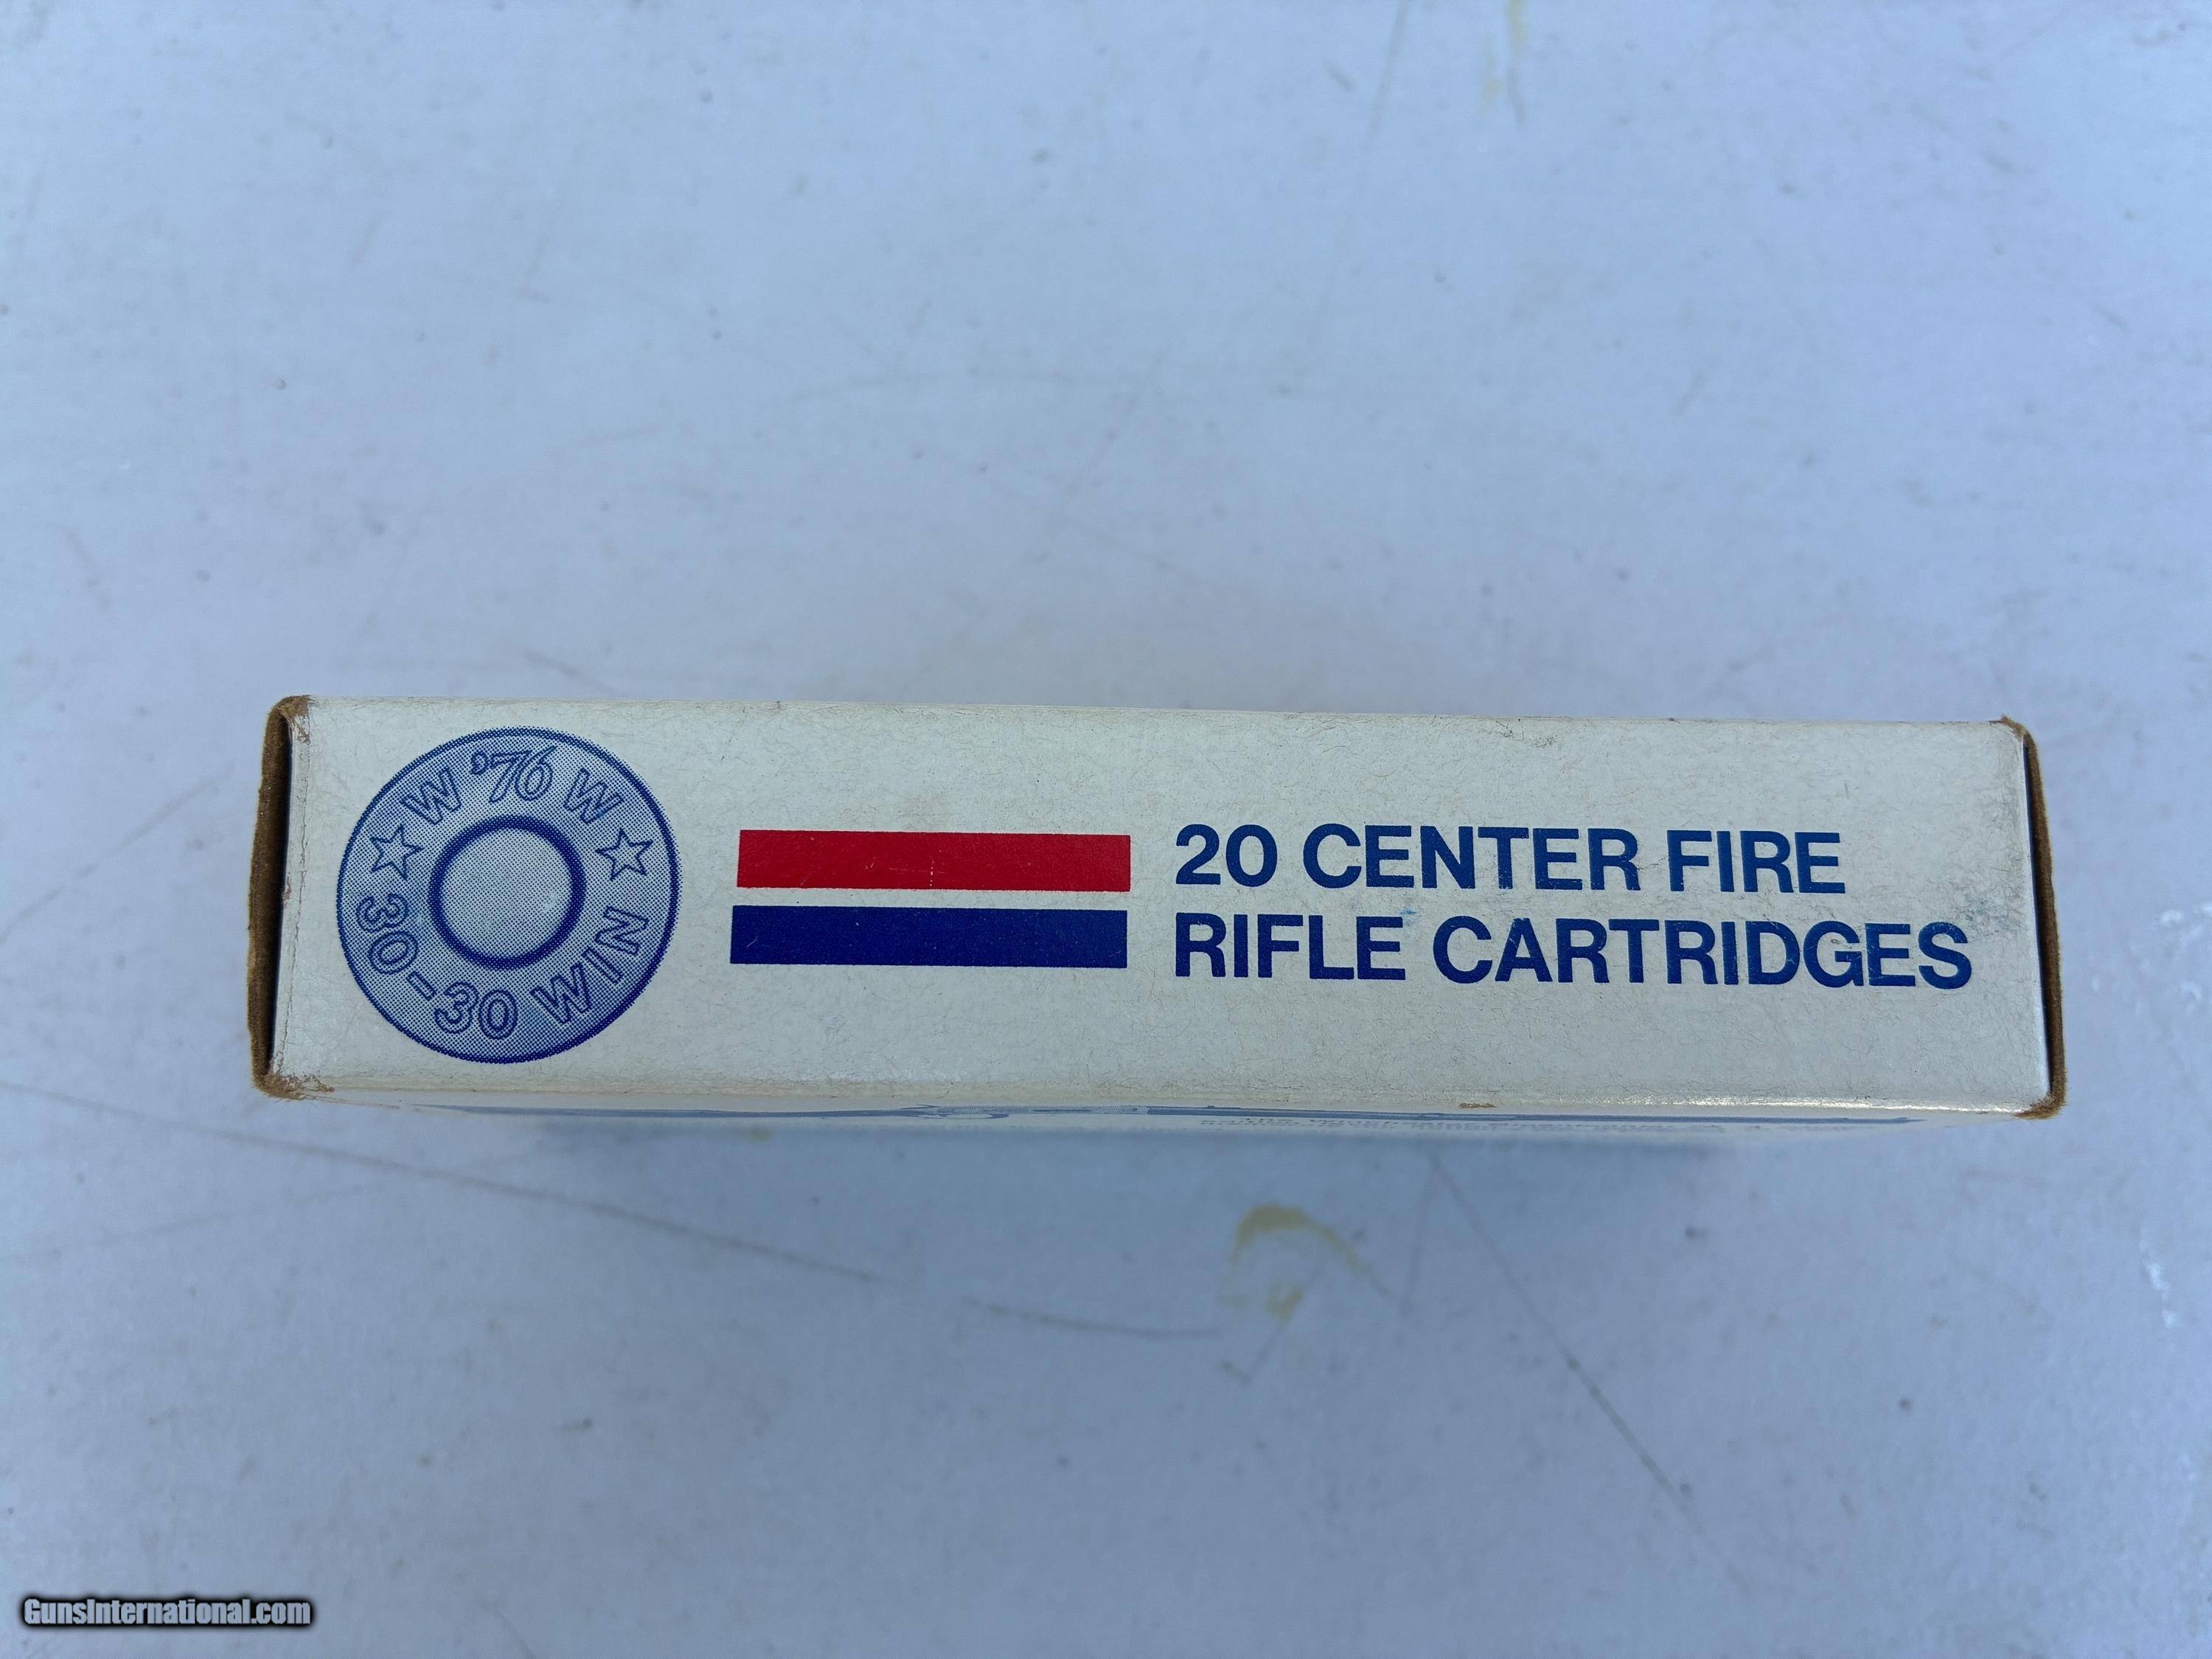 W '76 W
30-30 WIN
20 CENTER FIRE
RIFLE CARTRIDGES
GunsInternational.com